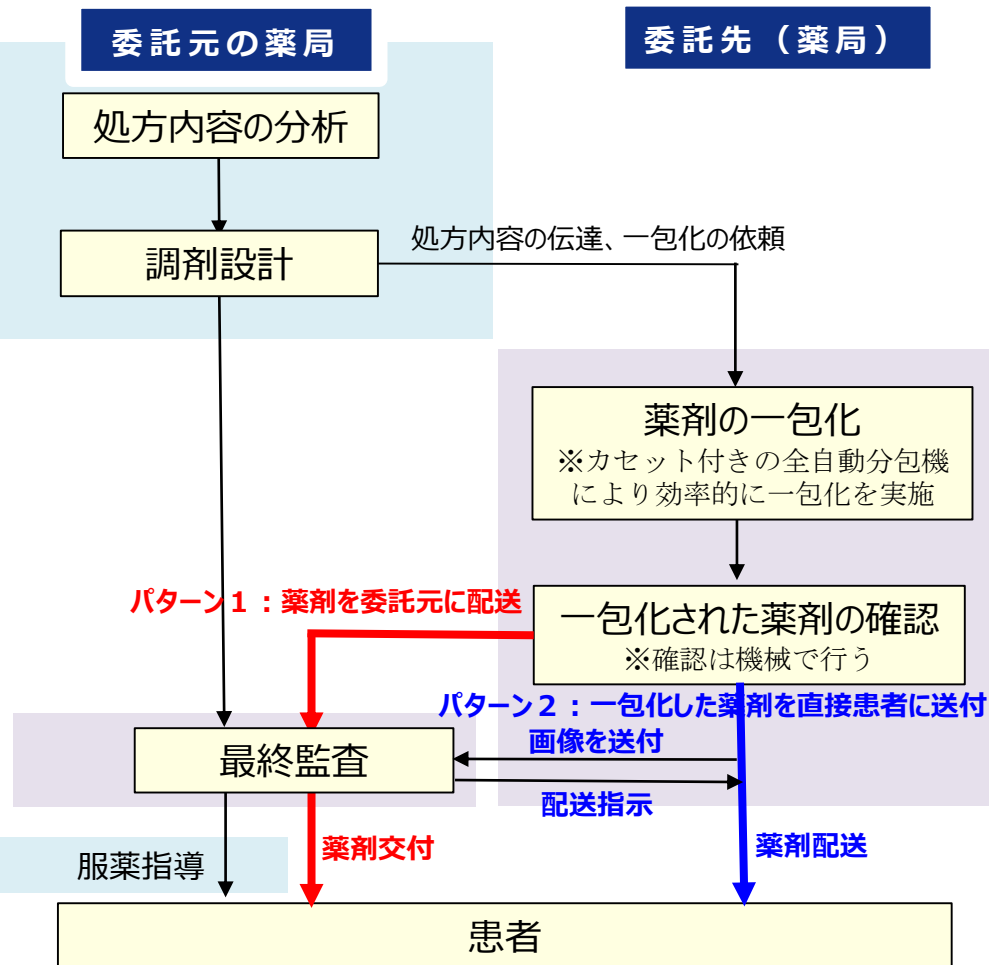 委託元の薬局
委託先（薬局）
処方内容の分析
調剤設計
処方内容の伝達、一包化の依頼
薬剤の一包化
※カセット付きの全自動分包機
により効率的に一包化を実施
パターン１：薬剤を委託元に配送
一包化された薬剤の確認
※確認は機械で行う
パターン２：一包化した薬剤を直接患者に送付
画像を送付
最終監査
配送指示
薬剤交付
薬剤配送
服薬指導
患者